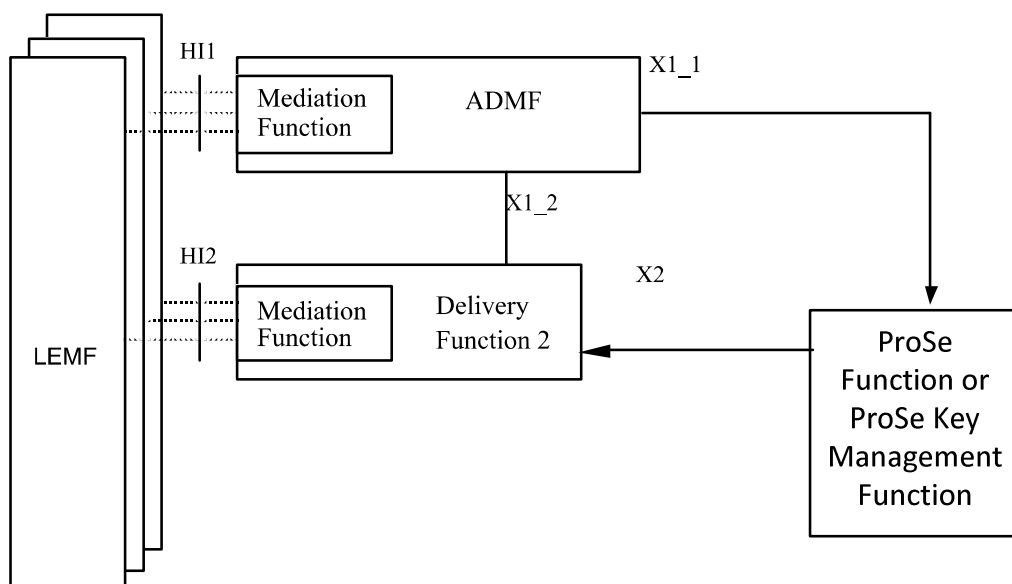 HI1
X1_1
Mediation
Function
ADMF
X1_2
HI2
X2
Mediation
Function
Delivery
Function 2
LEMF
ProSe
Function or
ProSe Key
Management
Function